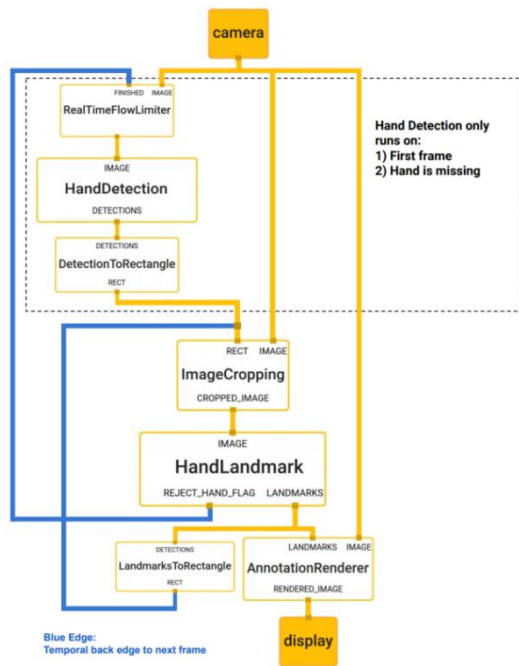 camera
FINISHED IMAGE
RealTimeFlowLimiter
Hand Detection only
runs on:
1) First frame
2) Hand is missing
IMAGE
HandDetection
DETECTIONS
DETECTIONS
DetectionToRectangle
RECT
RECT IMAGE
ImageCropping
CROPPED_IMAGE
IMAGE
HandLandmark
REJECT_HAND_FLAG LANDMARKS
DETECTIONS
LandmarksToRectangle
RECT
LANDMARKS IMAGE
AnnotationRenderer
RENDERED_IMAGE
Blue Edge:
Temporal back edge to next frame
display